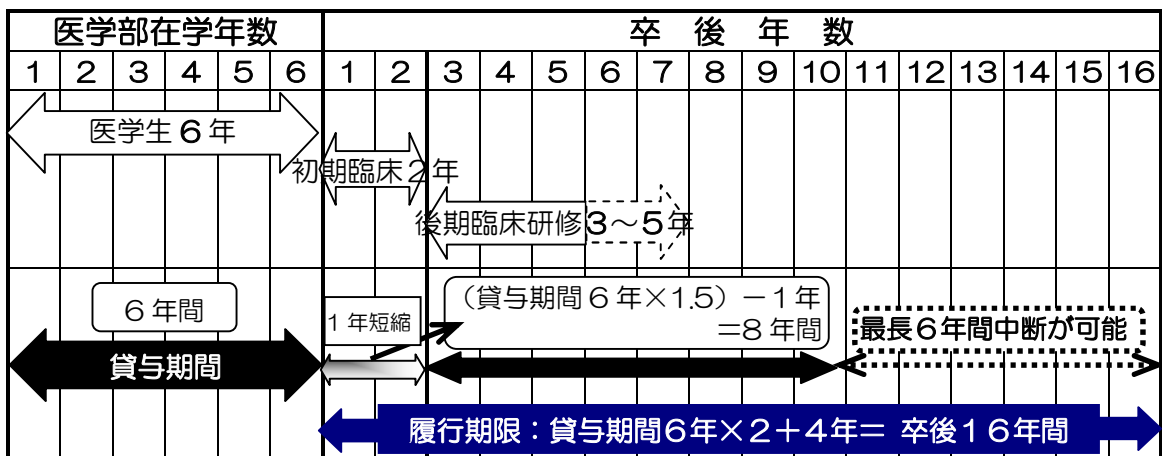 医学部在学年数 卒後年数
1 2 3 4 5 6 1 2 3 4 5 6 7 8 9 10 11 12 13 14 15 16
医学生6年
初期臨床2年
後期臨床研修3～5年
6年間
1年短縮
（貸与期間6年×1.5）－1年
＝8年間
最長6年間中断が可能
貸与期間
履行期限：貸与期間6年×2＋4年＝ 卒後16年間